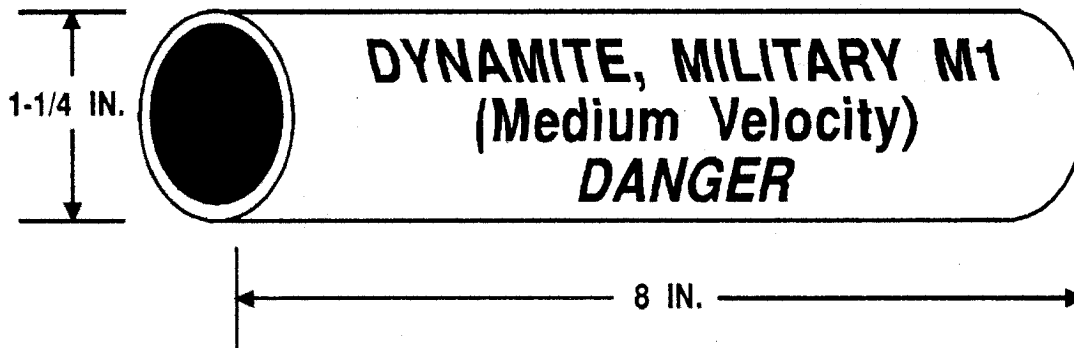 DYNAMITE, MILITARY M1
1-1/4 IN.
(Medium Velocity)
DANGER
8 IN.